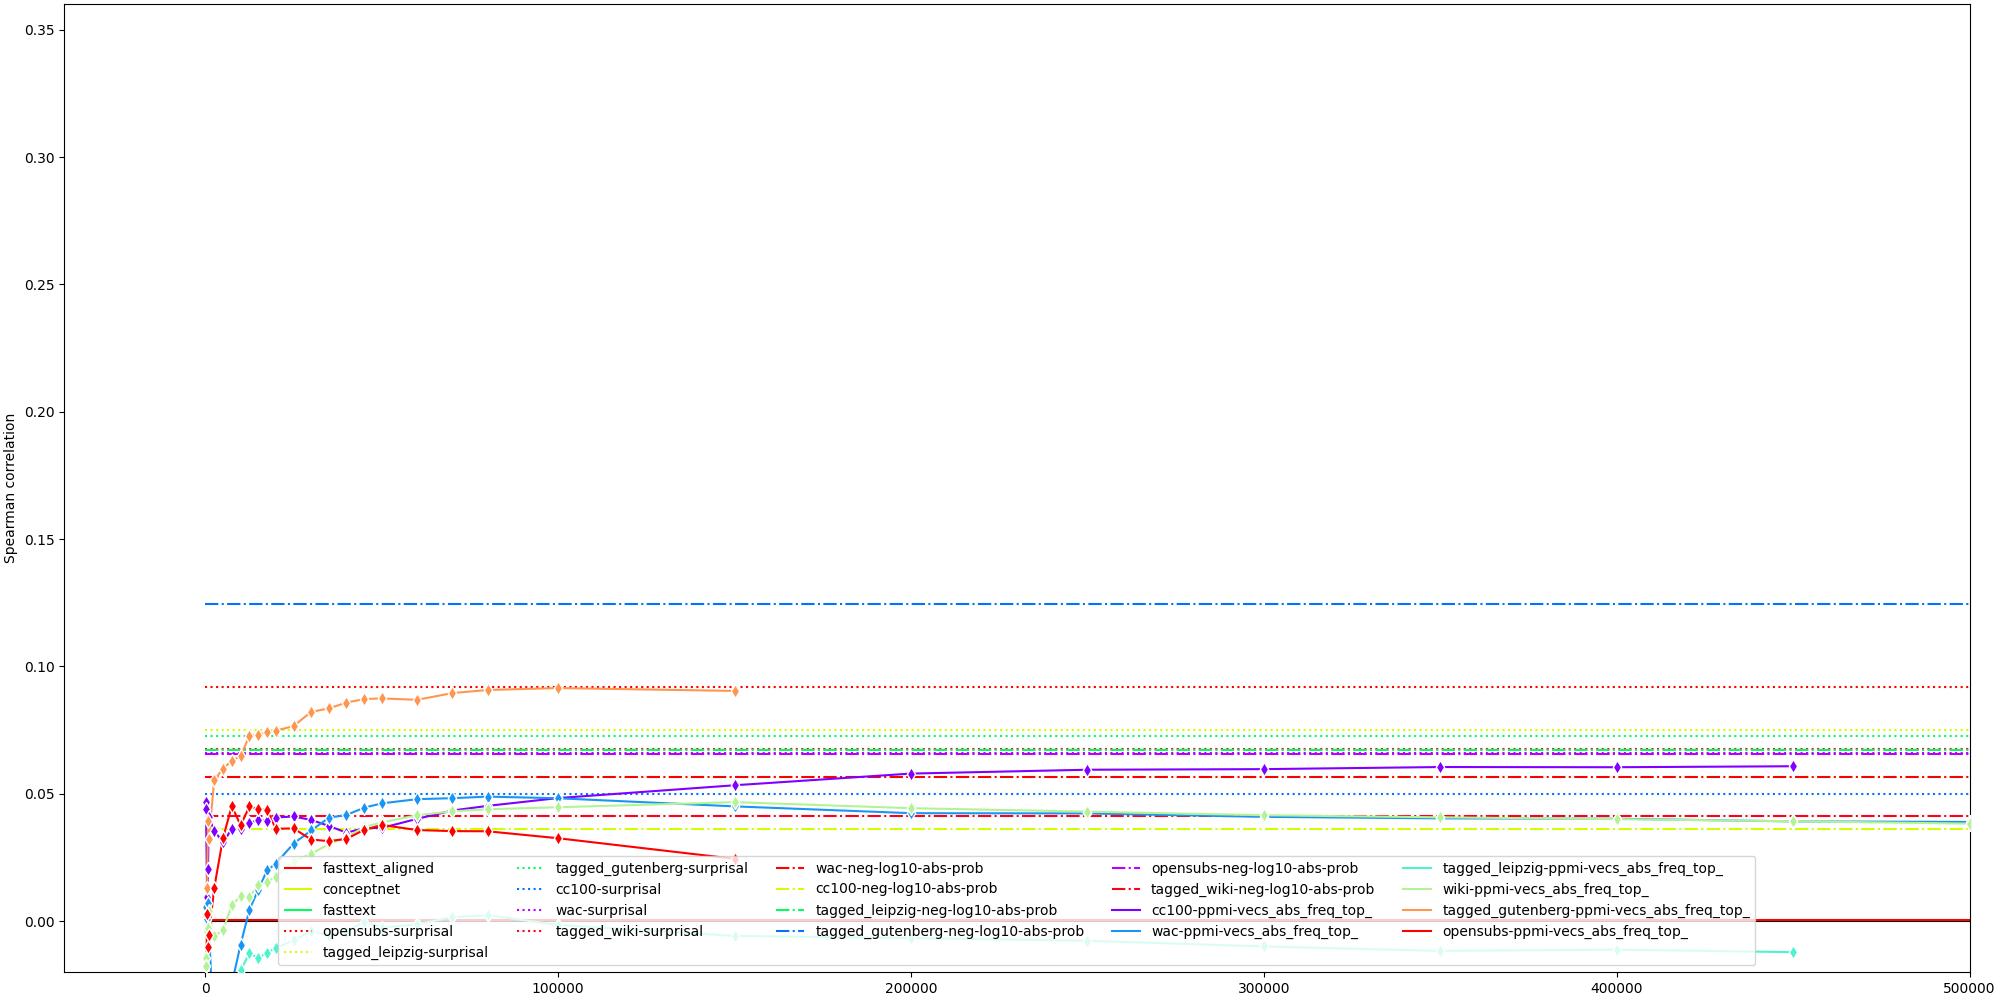 0.35
0.30
0.25
0.20
0.15
0.10
0.05
0.00
Spearman correlation
0
100000
200000
300000
400000
500000
fasttext_aligned
conceptnet
fasttext
opensubs-surprisal
tagged_leipzig-surprisal
tagged_gutenberg-surprisal
cc100-surprisal
wac-surprisal
tagged_wiki-surprisal
wac-neg-log10-abs-prob
cc100-neg-log10-abs-prob
tagged_leipzig-neg-log10-abs-prob
tagged_gutenberg-neg-log10-abs-prob
opensubs-neg-log10-abs-prob
tagged_wiki-neg-log10-abs-prob
cc100-ppmi-vecs_abs_freq_top_
wac-ppmi-vecs_abs_freq_top_
tagged_leipzig-ppmi-vecs_abs_freq_top_
wiki-ppmi-vecs_abs_freq_top_
tagged_gutenberg-ppmi-vecs_abs_freq_top_
opensubs-ppmi-vecs_abs_freq_top_